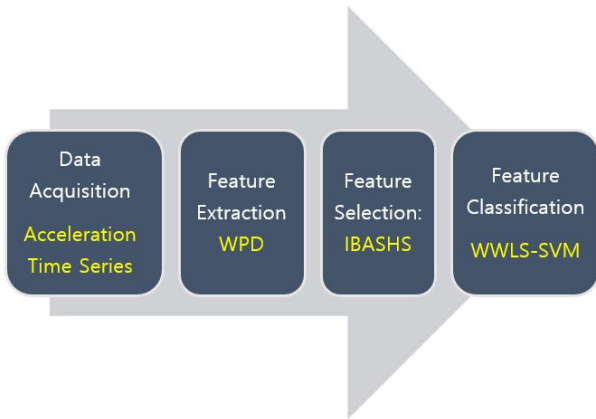 Data
Acquisition
Acceleration
Time Series
Feature
Extraction
WPD
Feature
Selection:
IBASHS
Feature
Classification
WWLS-SVM